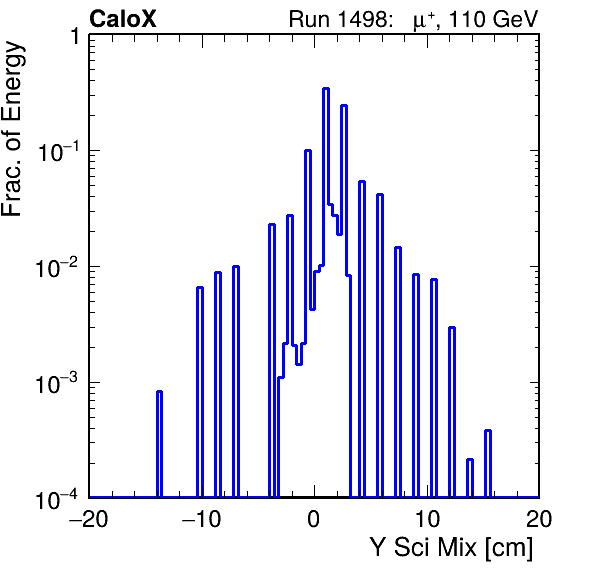 CaloX Run 1498: μ⁺, 110 GeV
Frac. of Energy
1
10⁻¹
10⁻²
10⁻³
10⁻⁴
−20 −10 0 10 20
Y Sci Mix [cm]